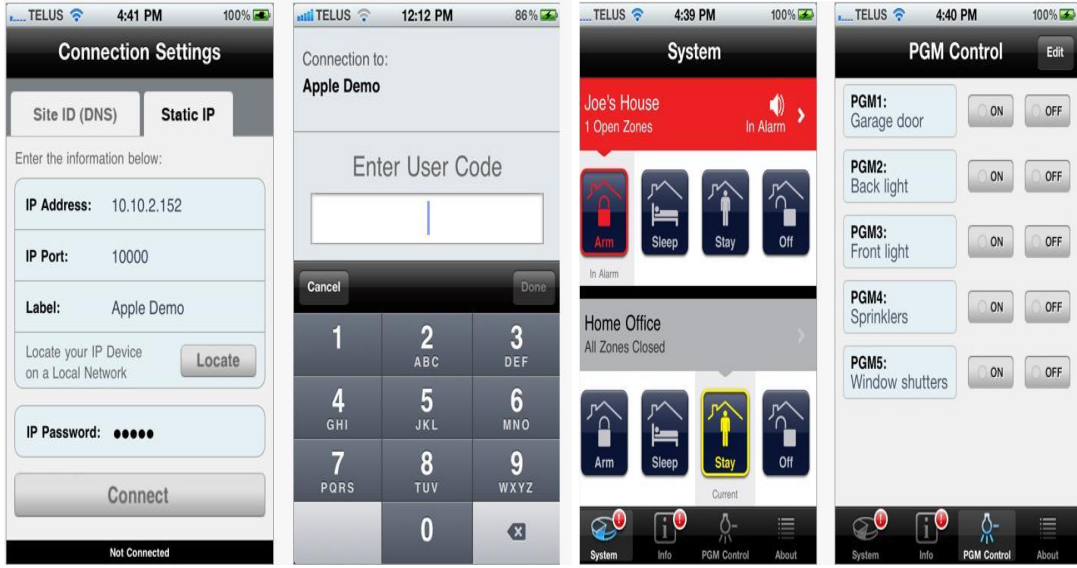 TELUS 4:41 PM 100%
Connection Settings
Site ID (DNS) Static IP
Enter the information below:
IP Address: 10.10.2.152
IP Port: 10000
Label: Apple Demo
Locate your IP Device
on a Local Network
Locate
IP Password: •••••
Connect
Not Connected
TELUS 12:12 PM 86%
Connection to:
Apple Demo
Enter User Code
Cancel Done
1 2 3
ABC DEF
4 5 6
GHI JKL MNO
7 8 9
PQRS TUV WXYZ
0
TELUS 4:39 PM 100%
System
Joe's House
1 Open Zones In Alarm
Arm Sleep Stay Off
In Alarm
Home Office
All Zones Closed
Arm Sleep Stay Off
Current
System Info PGM Control About
TELUS 4:40 PM 100%
PGM Control Edit
PGM1:
Garage door ON OFF
PGM2:
Back light ON OFF
PGM3:
Front light ON OFF
PGM4:
Sprinklers ON OFF
PGM5:
Window shutters ON OFF
System Info PGM Control About